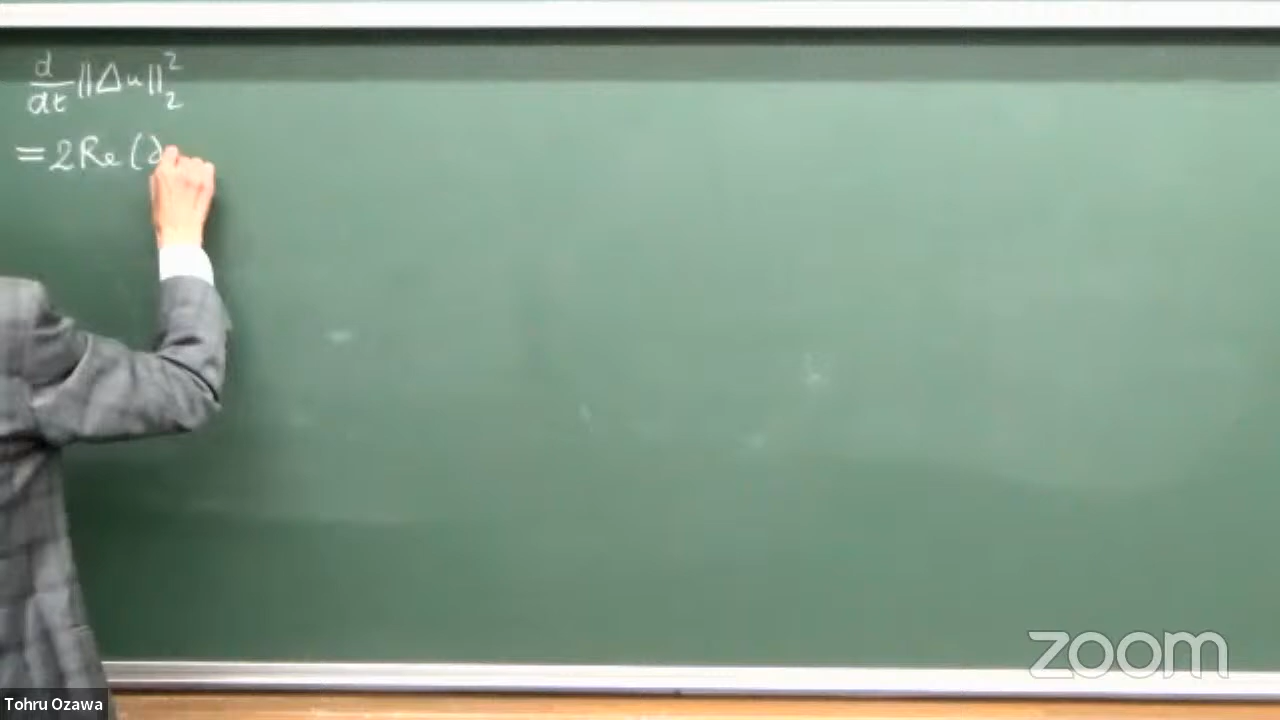 d/dt ||Δu||₂²
= 2Re(∂
zoom
Tohru Ozawa